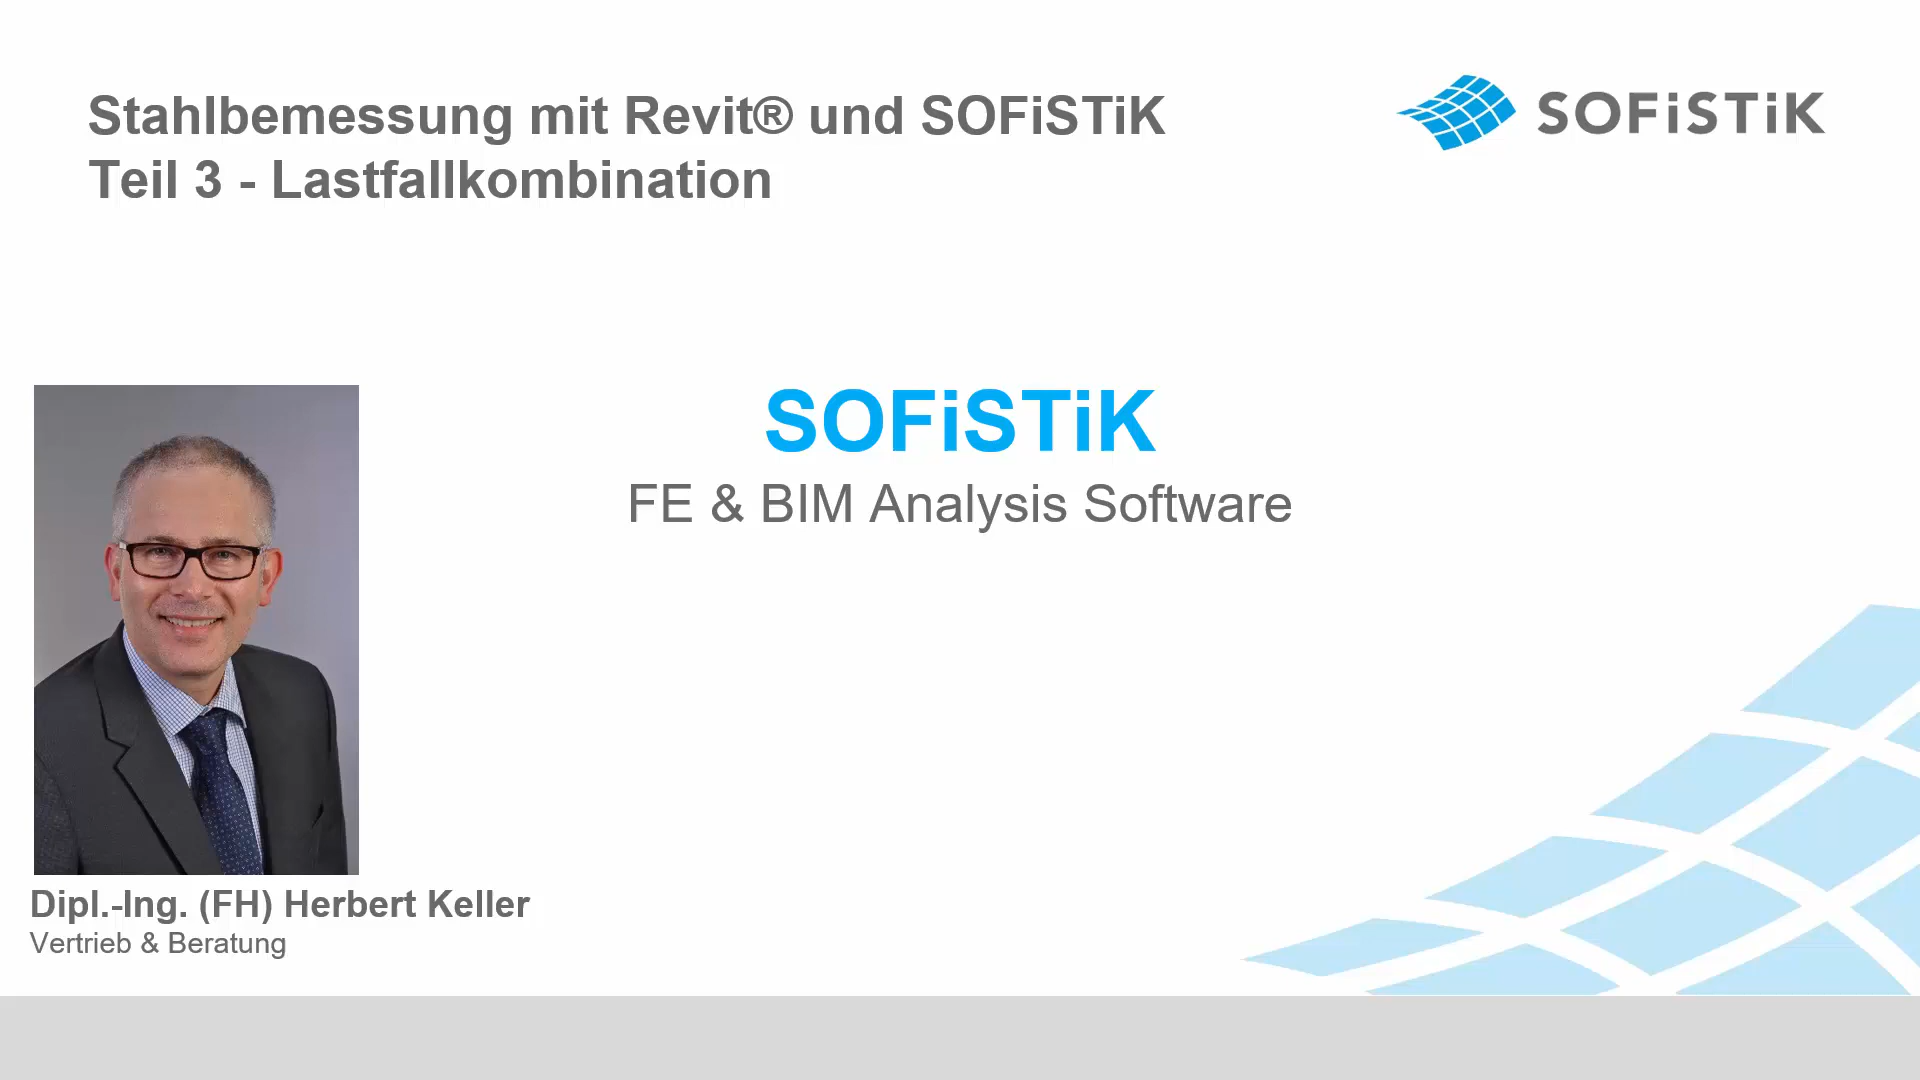 Stahlbemessung mit Revit® und SOFiSTiK
Teil 3 - Lastfallkombination
SOFiSTiK
SOFiSTiK
FE & BIM Analysis Software
Dipl.-Ing. (FH) Herbert Keller
Vertrieb & Beratung